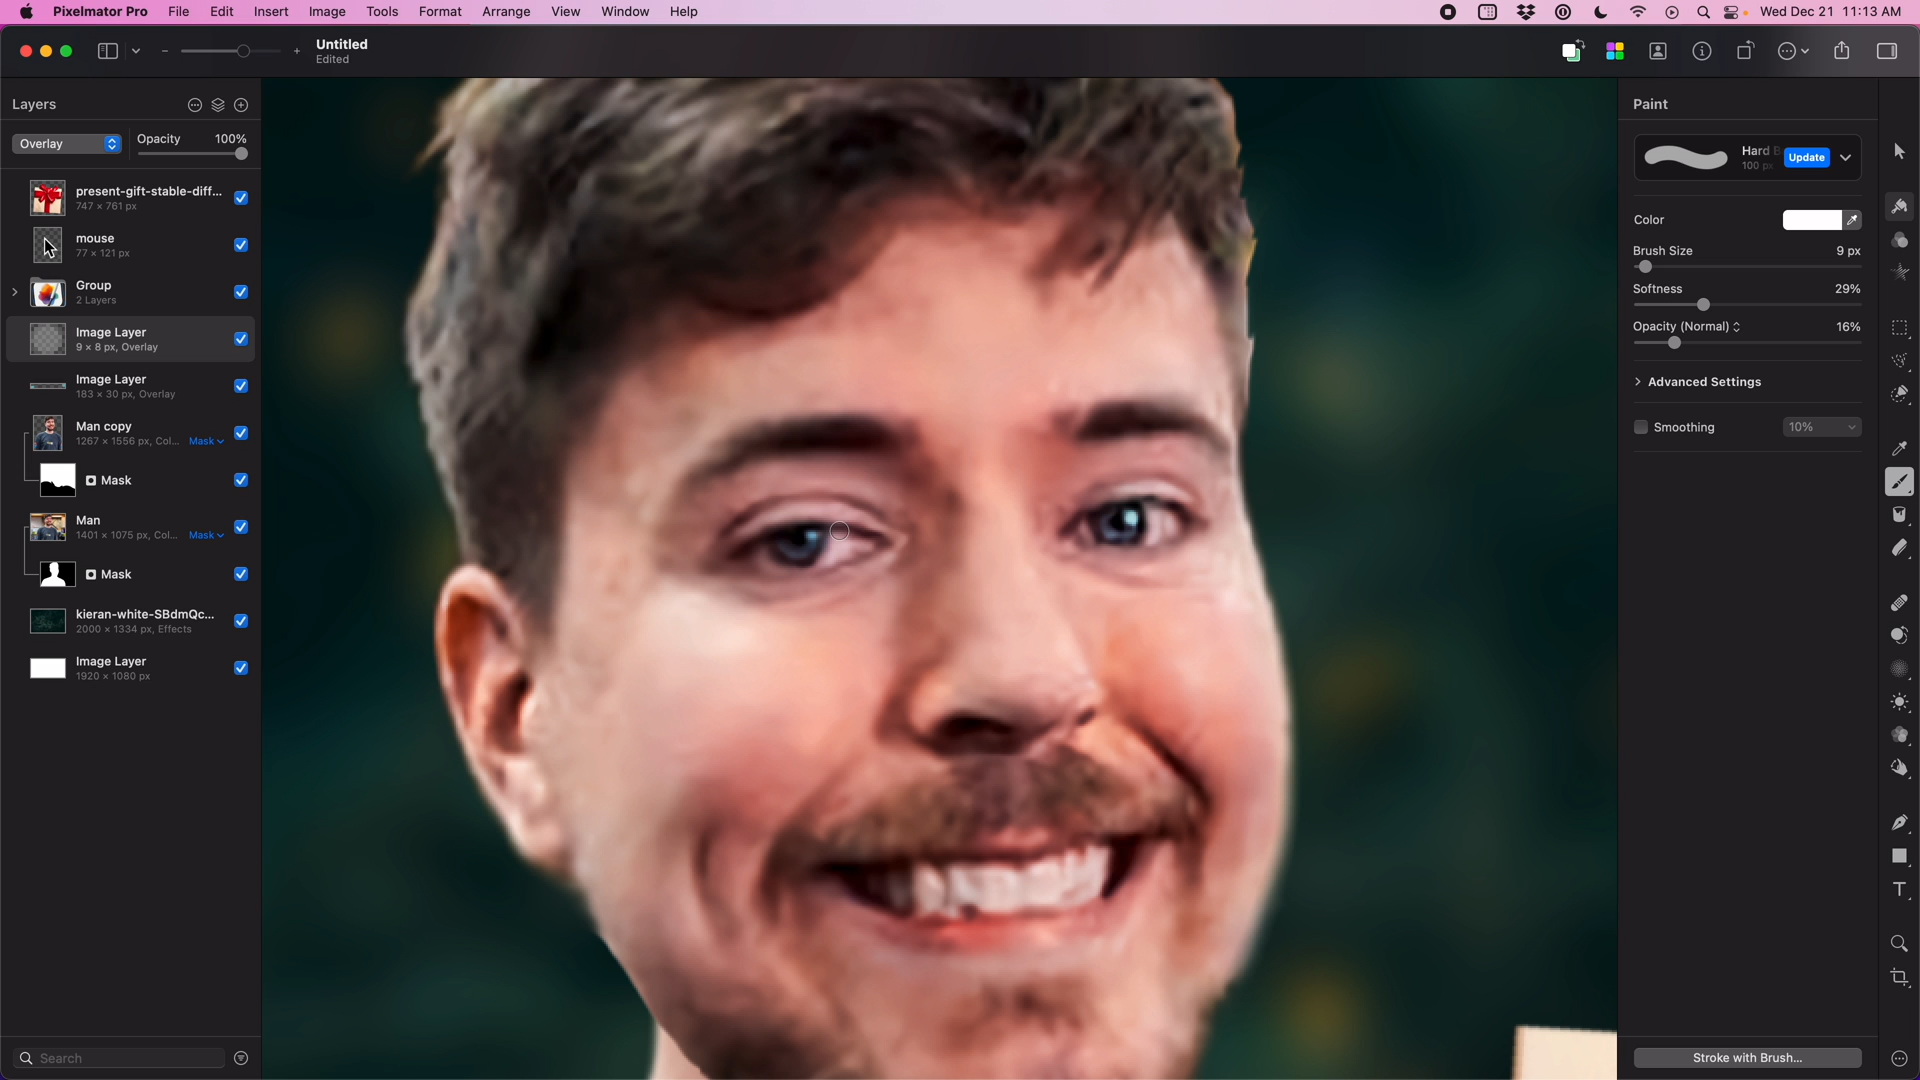 Pixelmator Pro File Edit Insert Image Tools Format Arrange View Window Help Wed Dec 21 11:13 AM
Untitled
Edited
Layers
Overlay Opacity 100%
present-gift-stable-diff...
747 × 761 px
mouse
77 × 121 px
Group
2 Layers
Image Layer
9 × 8 px, Overlay
Image Layer
183 × 30 px, Overlay
Man copy
1267 × 1556 px, Col... Mask
Mask
Man
1401 × 1075 px, Col... Mask
Mask
kieran-white-SBdmQc...
2000 × 1334 px, Effects
Image Layer
1920 × 1080 px
Search
Paint
Hard B
100 px
Update
Color
Brush Size 9 px
Softness 29%
Opacity (Normal) 16%
Advanced Settings
Smoothing 10%
Stroke with Brush...